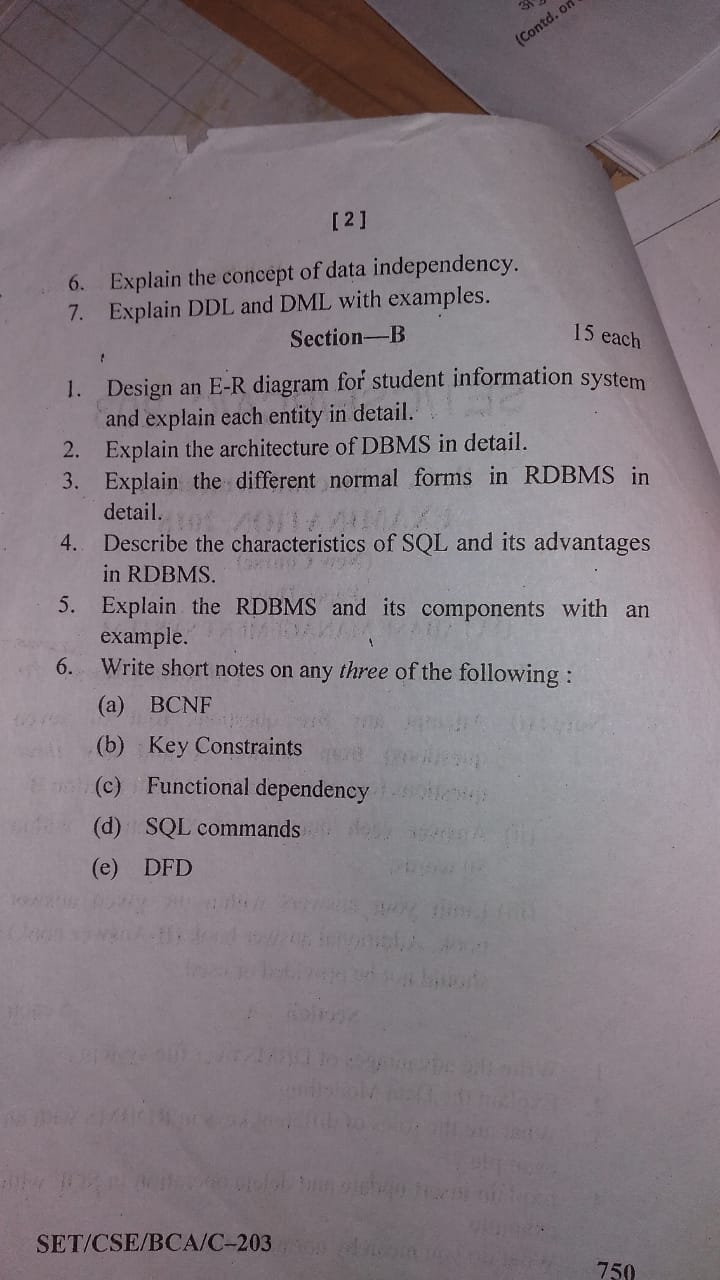 (Contd. on
[ 2 ]
6. Explain the concept of data independency.
7. Explain DDL and DML with examples.
Section—B 15 each
1. Design an E-R diagram for student information system
and explain each entity in detail.
2. Explain the architecture of DBMS in detail.
3. Explain the different normal forms in RDBMS in
detail.
4. Describe the characteristics of SQL and its advantages
in RDBMS.
5. Explain the RDBMS and its components with an
example.
6. Write short notes on any three of the following :
(a) BCNF
(b) Key Constraints
(c) Functional dependency
(d) SQL commands
(e) DFD
SET/CSE/BCA/C–203
750